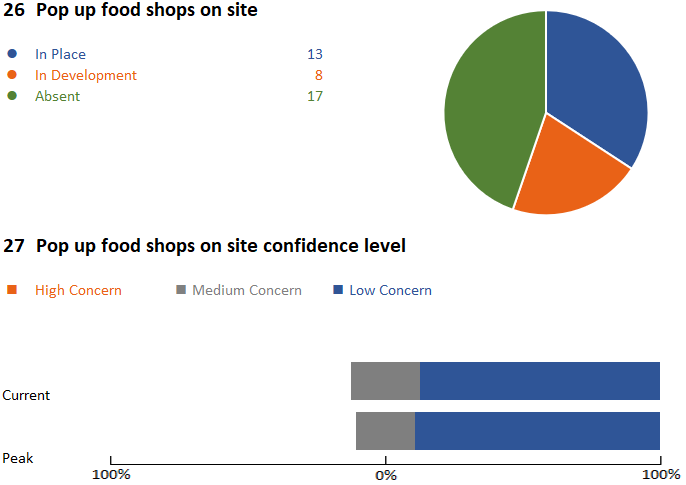 26 Pop up food shops on site
In Place 13
In Development 8
Absent 17
27 Pop up food shops on site confidence level
High Concern Medium Concern Low Concern
Current
Peak
100% 0% 100%